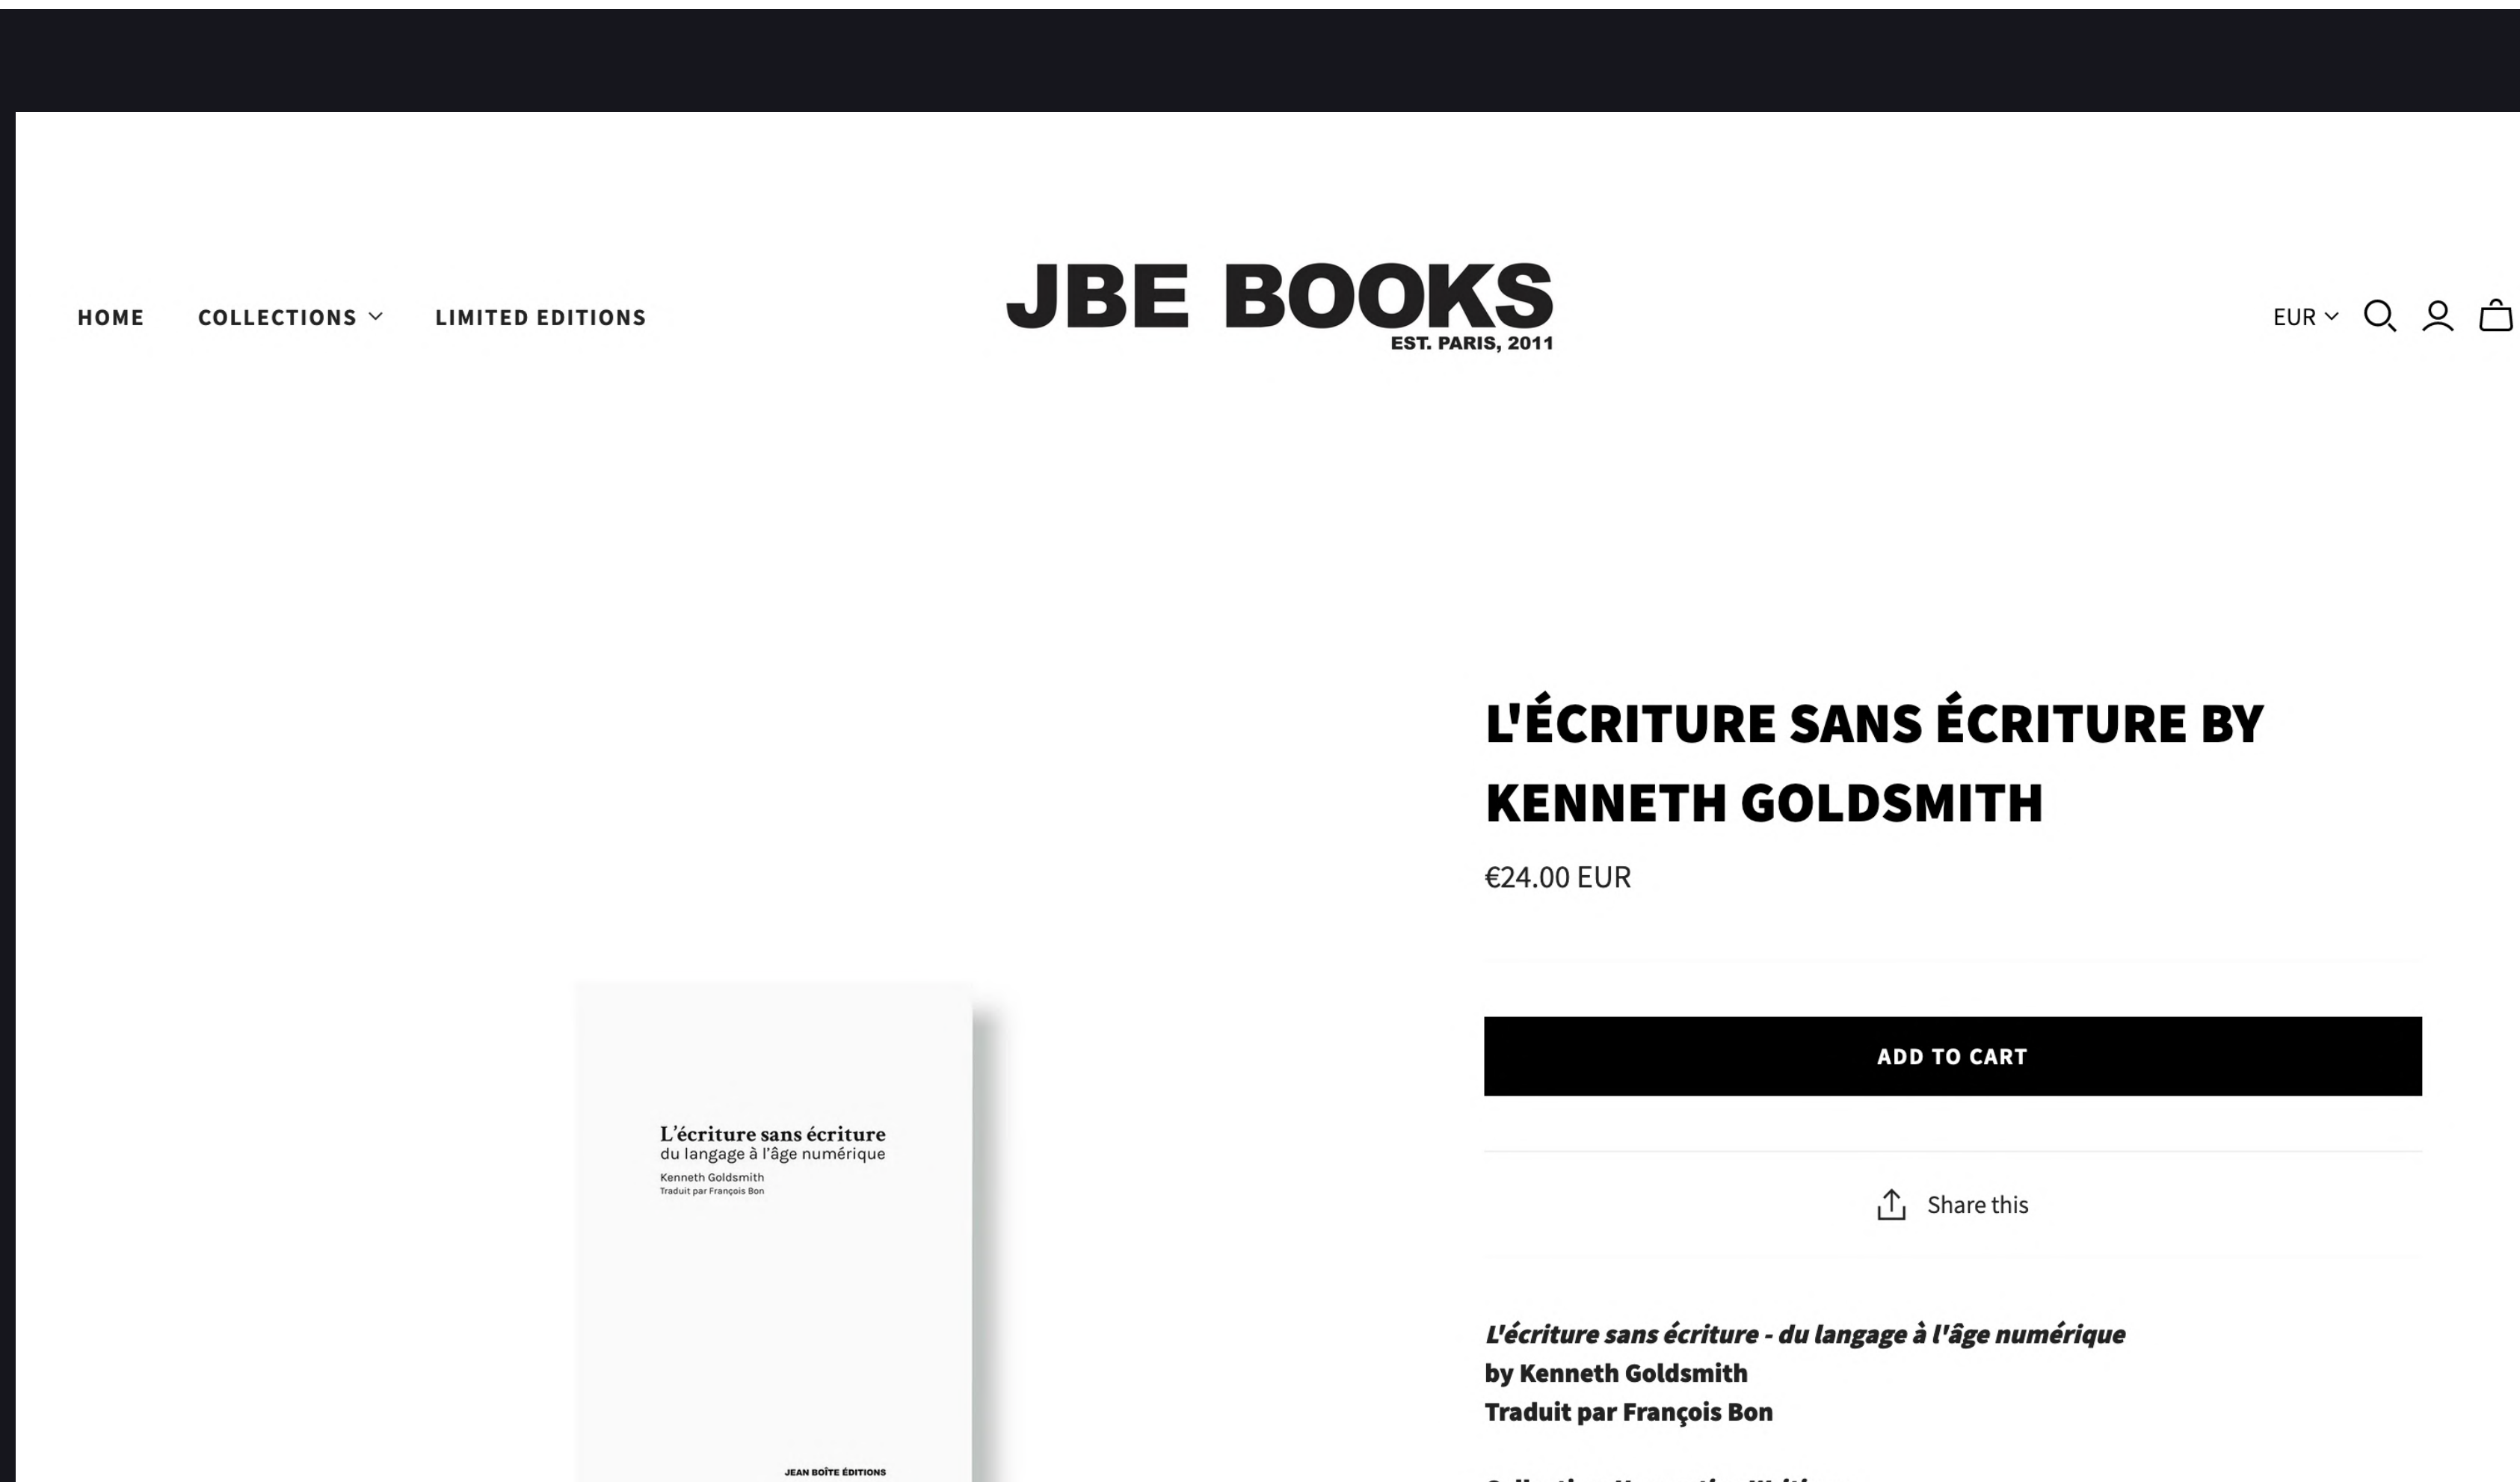 HOME COLLECTIONS LIMITED EDITIONS
JBE BOOKS
EST. PARIS, 2011
EUR
L'ÉCRITURE SANS ÉCRITURE BY
KENNETH GOLDSMITH
€24.00 EUR
ADD TO CART
Share this
L'écriture sans écriture - du langage à l'âge numérique
by Kenneth Goldsmith
Traduit par François Bon
L'écriture sans écriture
du langage à l'âge numérique
Kenneth Goldsmith
Traduit par François Bon
JEAN BOÎTE ÉDITIONS